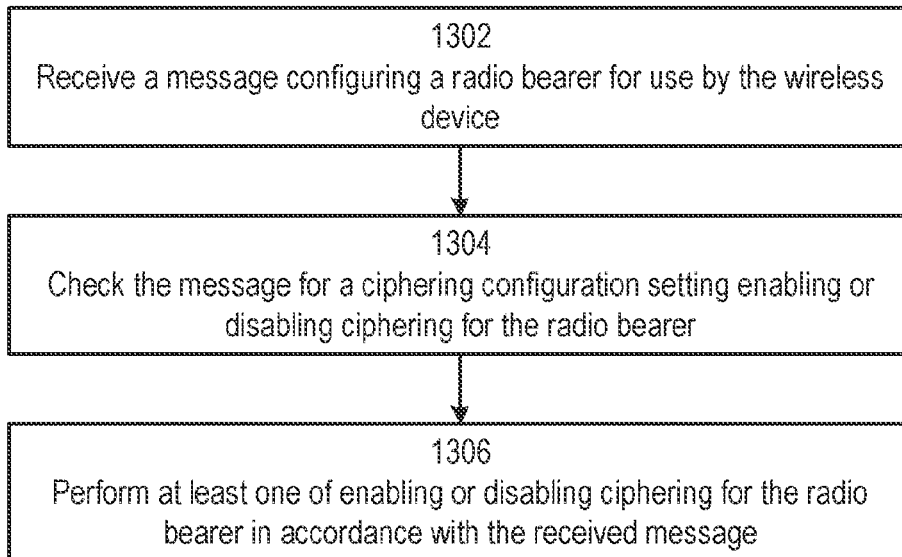 1302
Receive a message configuring a radio bearer for use by the wireless
device
1304
Check the message for a ciphering configuration setting enabling or
disabling ciphering for the radio bearer
1306
Perform at least one of enabling or disabling ciphering for the radio
bearer in accordance with the received message